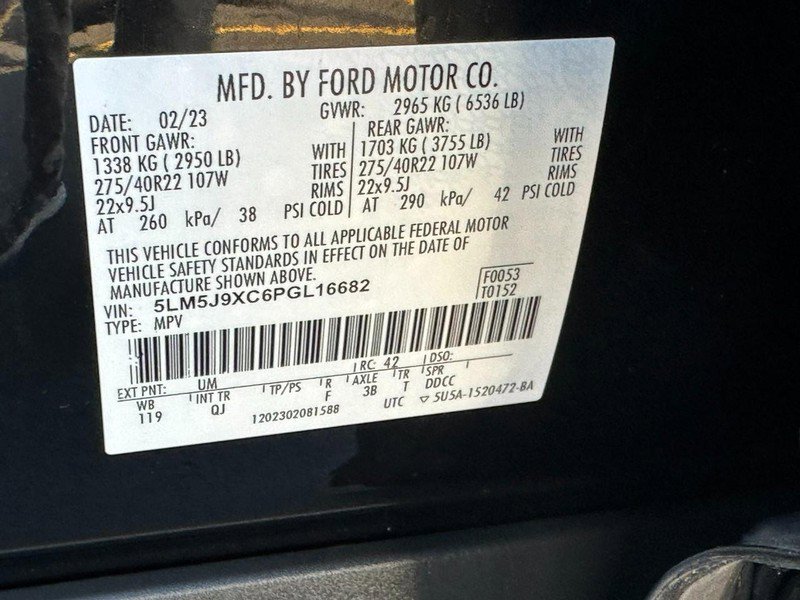 MFD. BY FORD MOTOR CO.
DATE: 02/23 GVWR: 2965 KG ( 6536 LB)
FRONT GAWR: REAR GAWR:
1338 KG ( 2950 LB) WITH 1703 KG ( 3755 LB) WITH
275/40R22 107W TIRES 275/40R22 107W TIRES
22x9.5J RIMS 22x9.5J RIMS
AT 260 kPa/ 38 PSI COLD AT 290 kPa/ 42 PSI COLD
THIS VEHICLE CONFORMS TO ALL APPLICABLE FEDERAL MOTOR
VEHICLE SAFETY STANDARDS IN EFFECT ON THE DATE OF
MANUFACTURE SHOWN ABOVE.
VIN: 5LM5J9XC6PGL16682 F0053
TYPE: MPV T0152
RC: 42 DSO:
EXT PNT: UM
WB INT TR TP/PS R AXLE TR SPR
119 QJ F 3B T DDCC
1202302081588 UTC ▽ 5U5A-1520472-BA